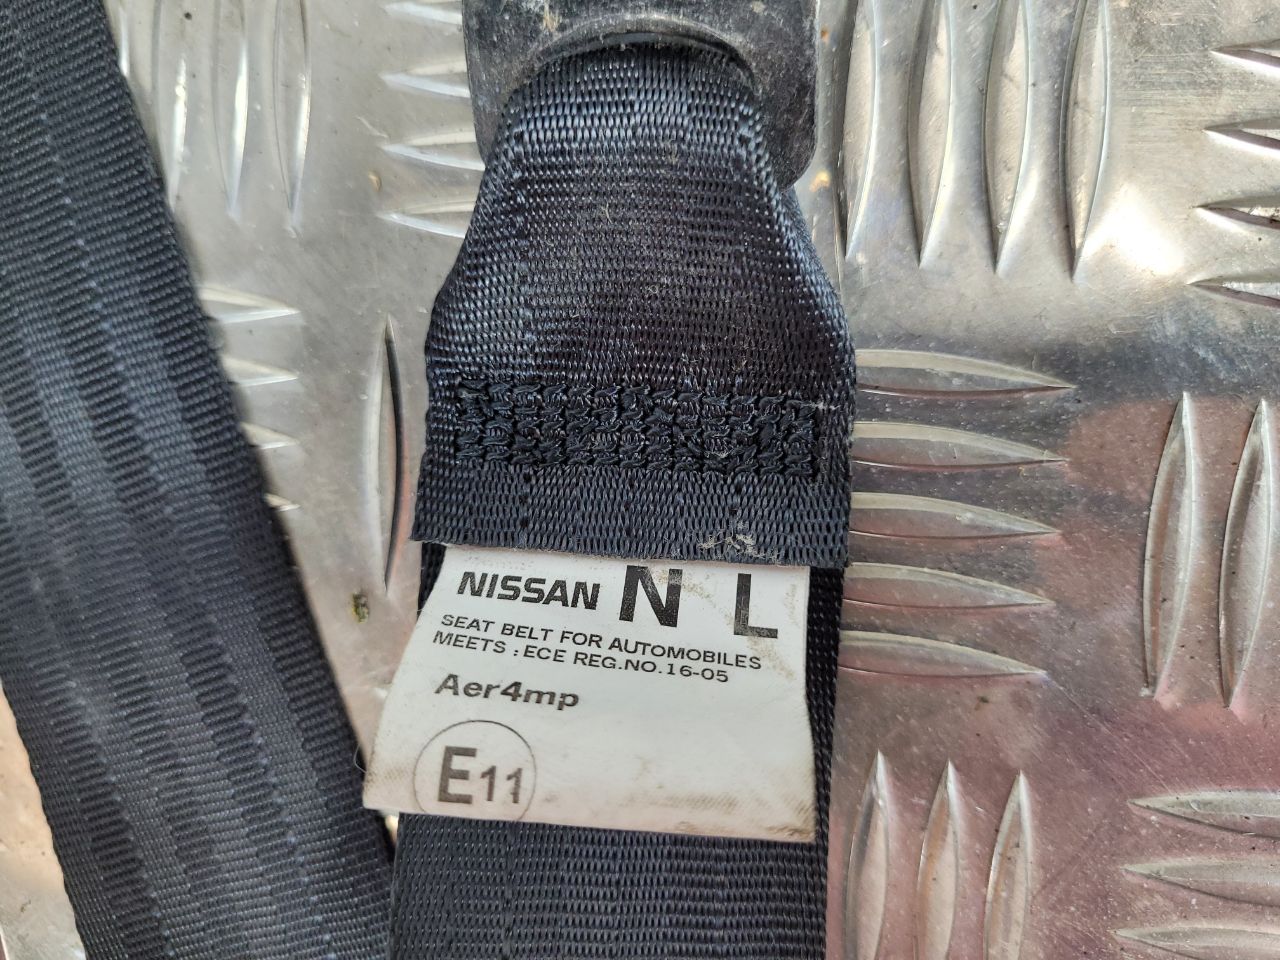 NISSAN N L
SEAT BELT FOR AUTOMOBILES
MEETS : ECE REG.NO.16-05
Aer4mp
E11